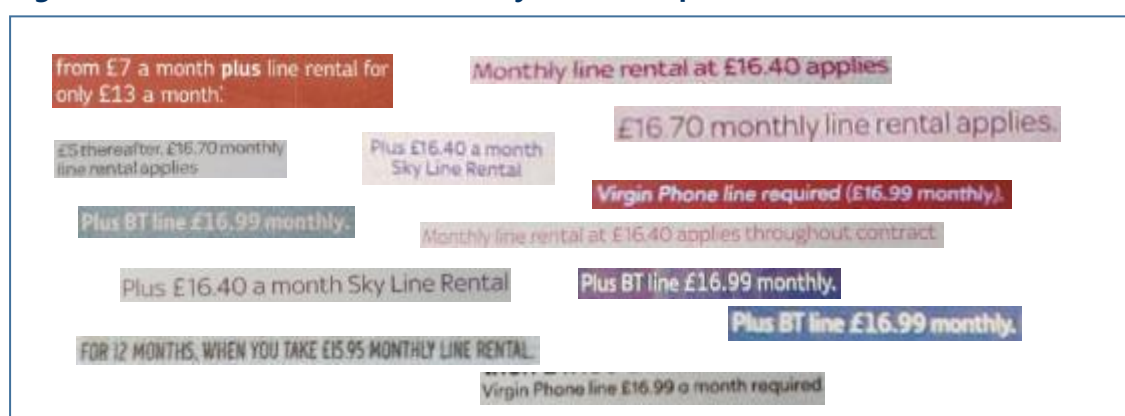 from £7 a month plus line rental for
only £13 a month.
Monthly line rental at £16.40 applies
£16.70 monthly line rental applies.
£5 thereafter. £16.70 monthly
line rental applies
Plus £16.40 a month
Sky Line Rental
Virgin Phone line required (£16.99 monthly).
Plus BT line £16.99 monthly.
Monthly line rental at £16.40 applies throughout contract
Plus £16.40 a month Sky Line Rental
Plus BT line £16.99 monthly.
Plus BT line £16.99 monthly.
FOR 12 MONTHS, WHEN YOU TAKE £15.95 MONTHLY LINE RENTAL.
Virgin Phone line £16.99 a month required